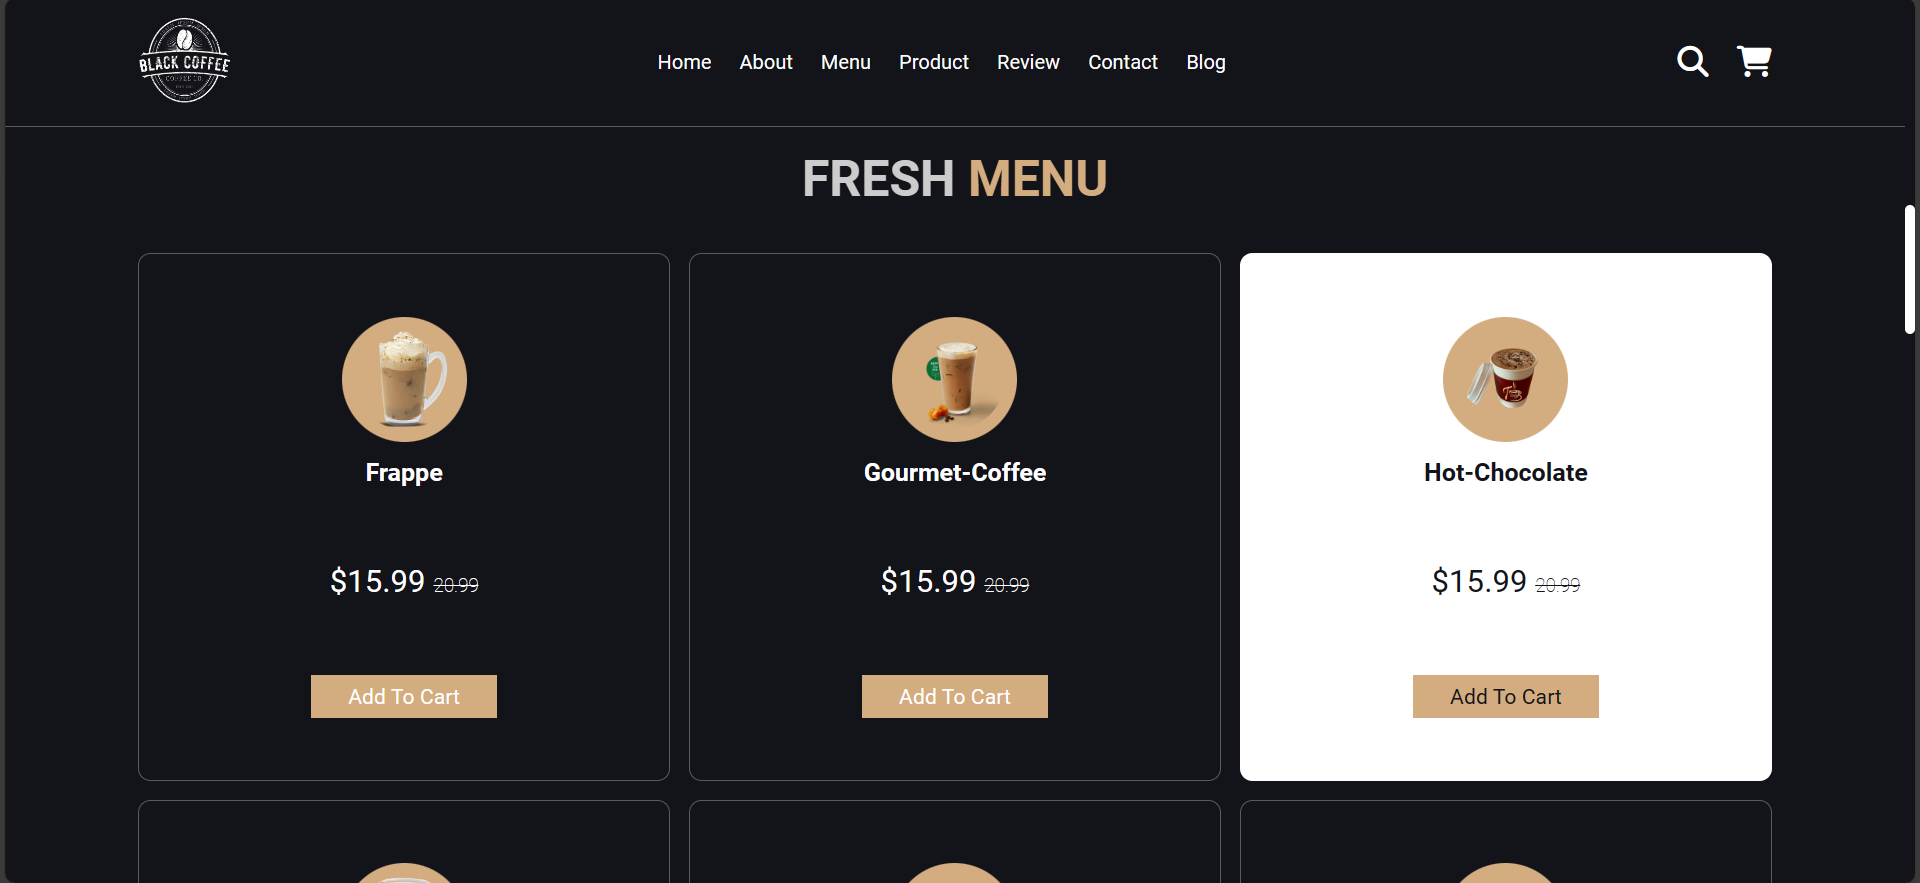 BLACK COFFEE
COFFEE CO.
Home About Menu Product Review Contact Blog
FRESH MENU
Frappe
Gourmet-Coffee
Hot-Chocolate
$15.99 20.99
$15.99 20.99
$15.99 20.99
Add To Cart
Add To Cart
Add To Cart